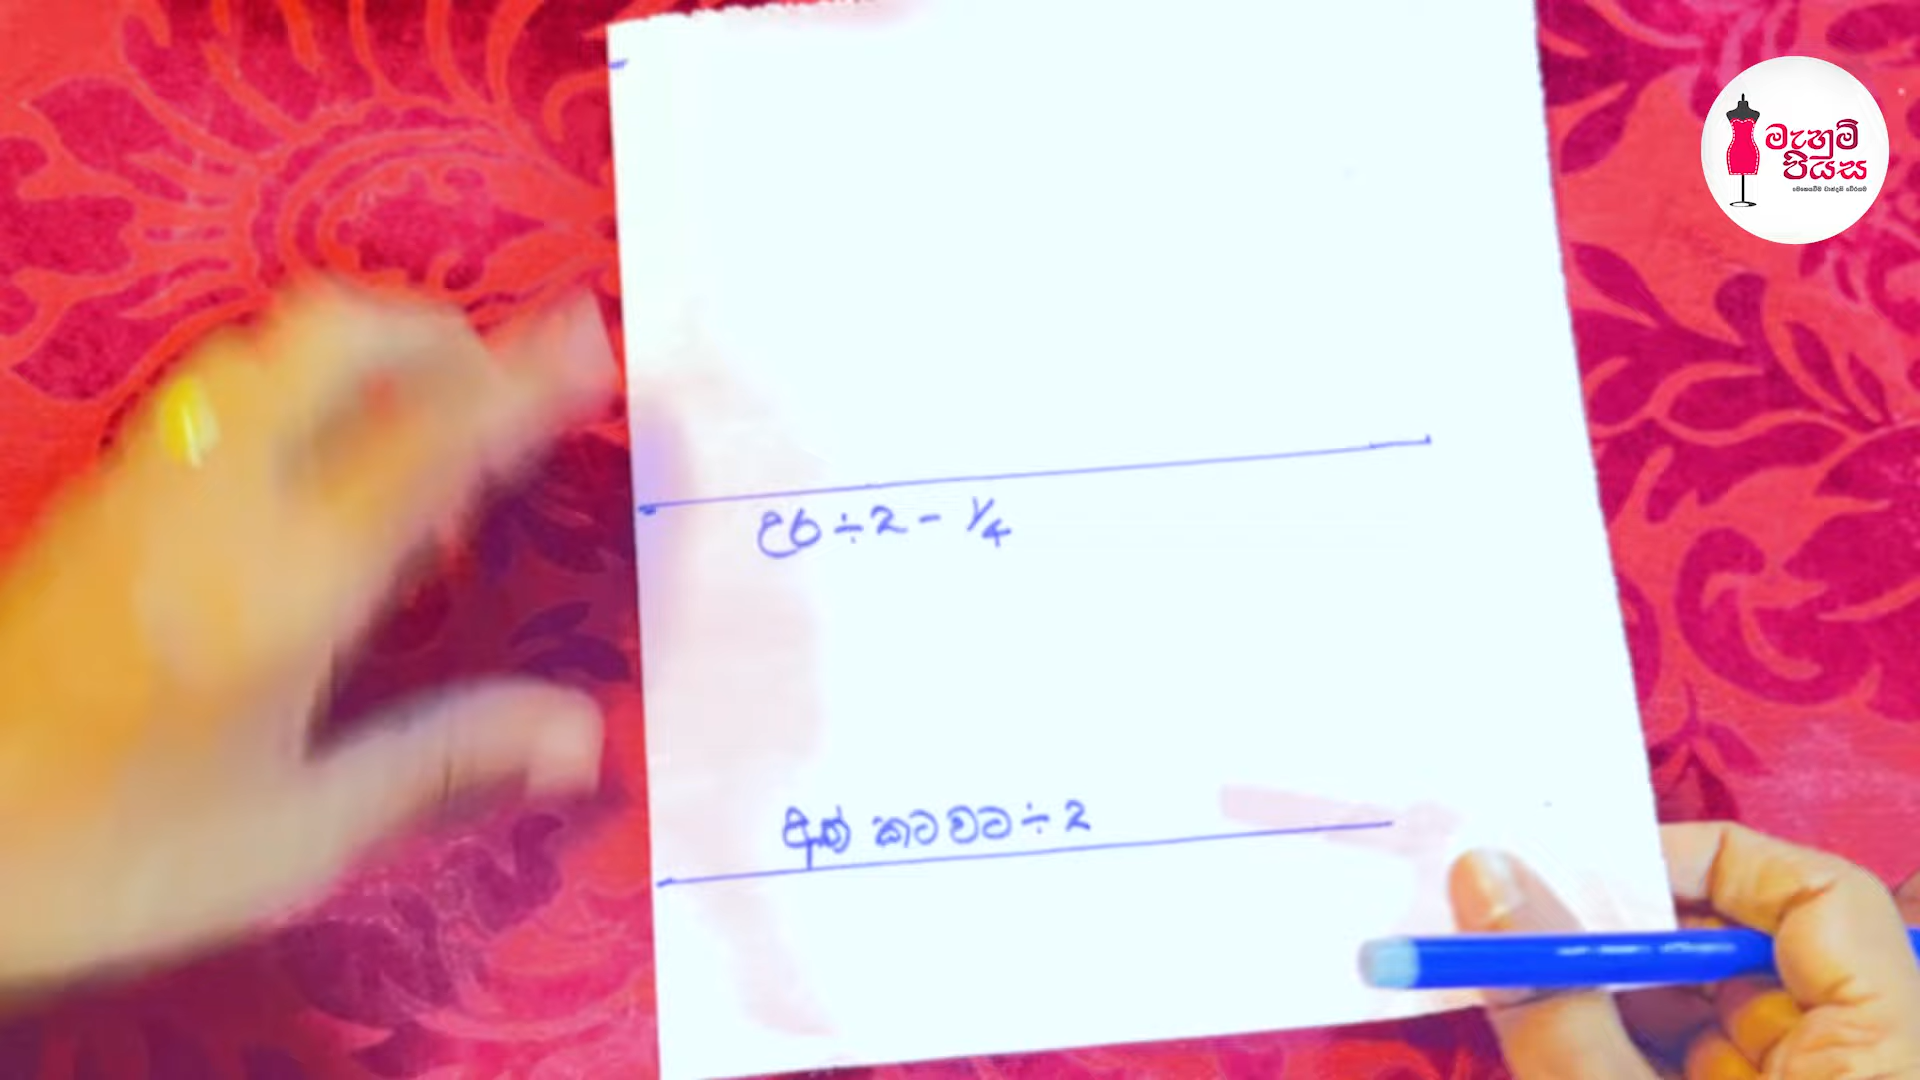 මැහුම්
පියස
උර ÷ 2 - 1/4
අත් කට වට ÷ 2